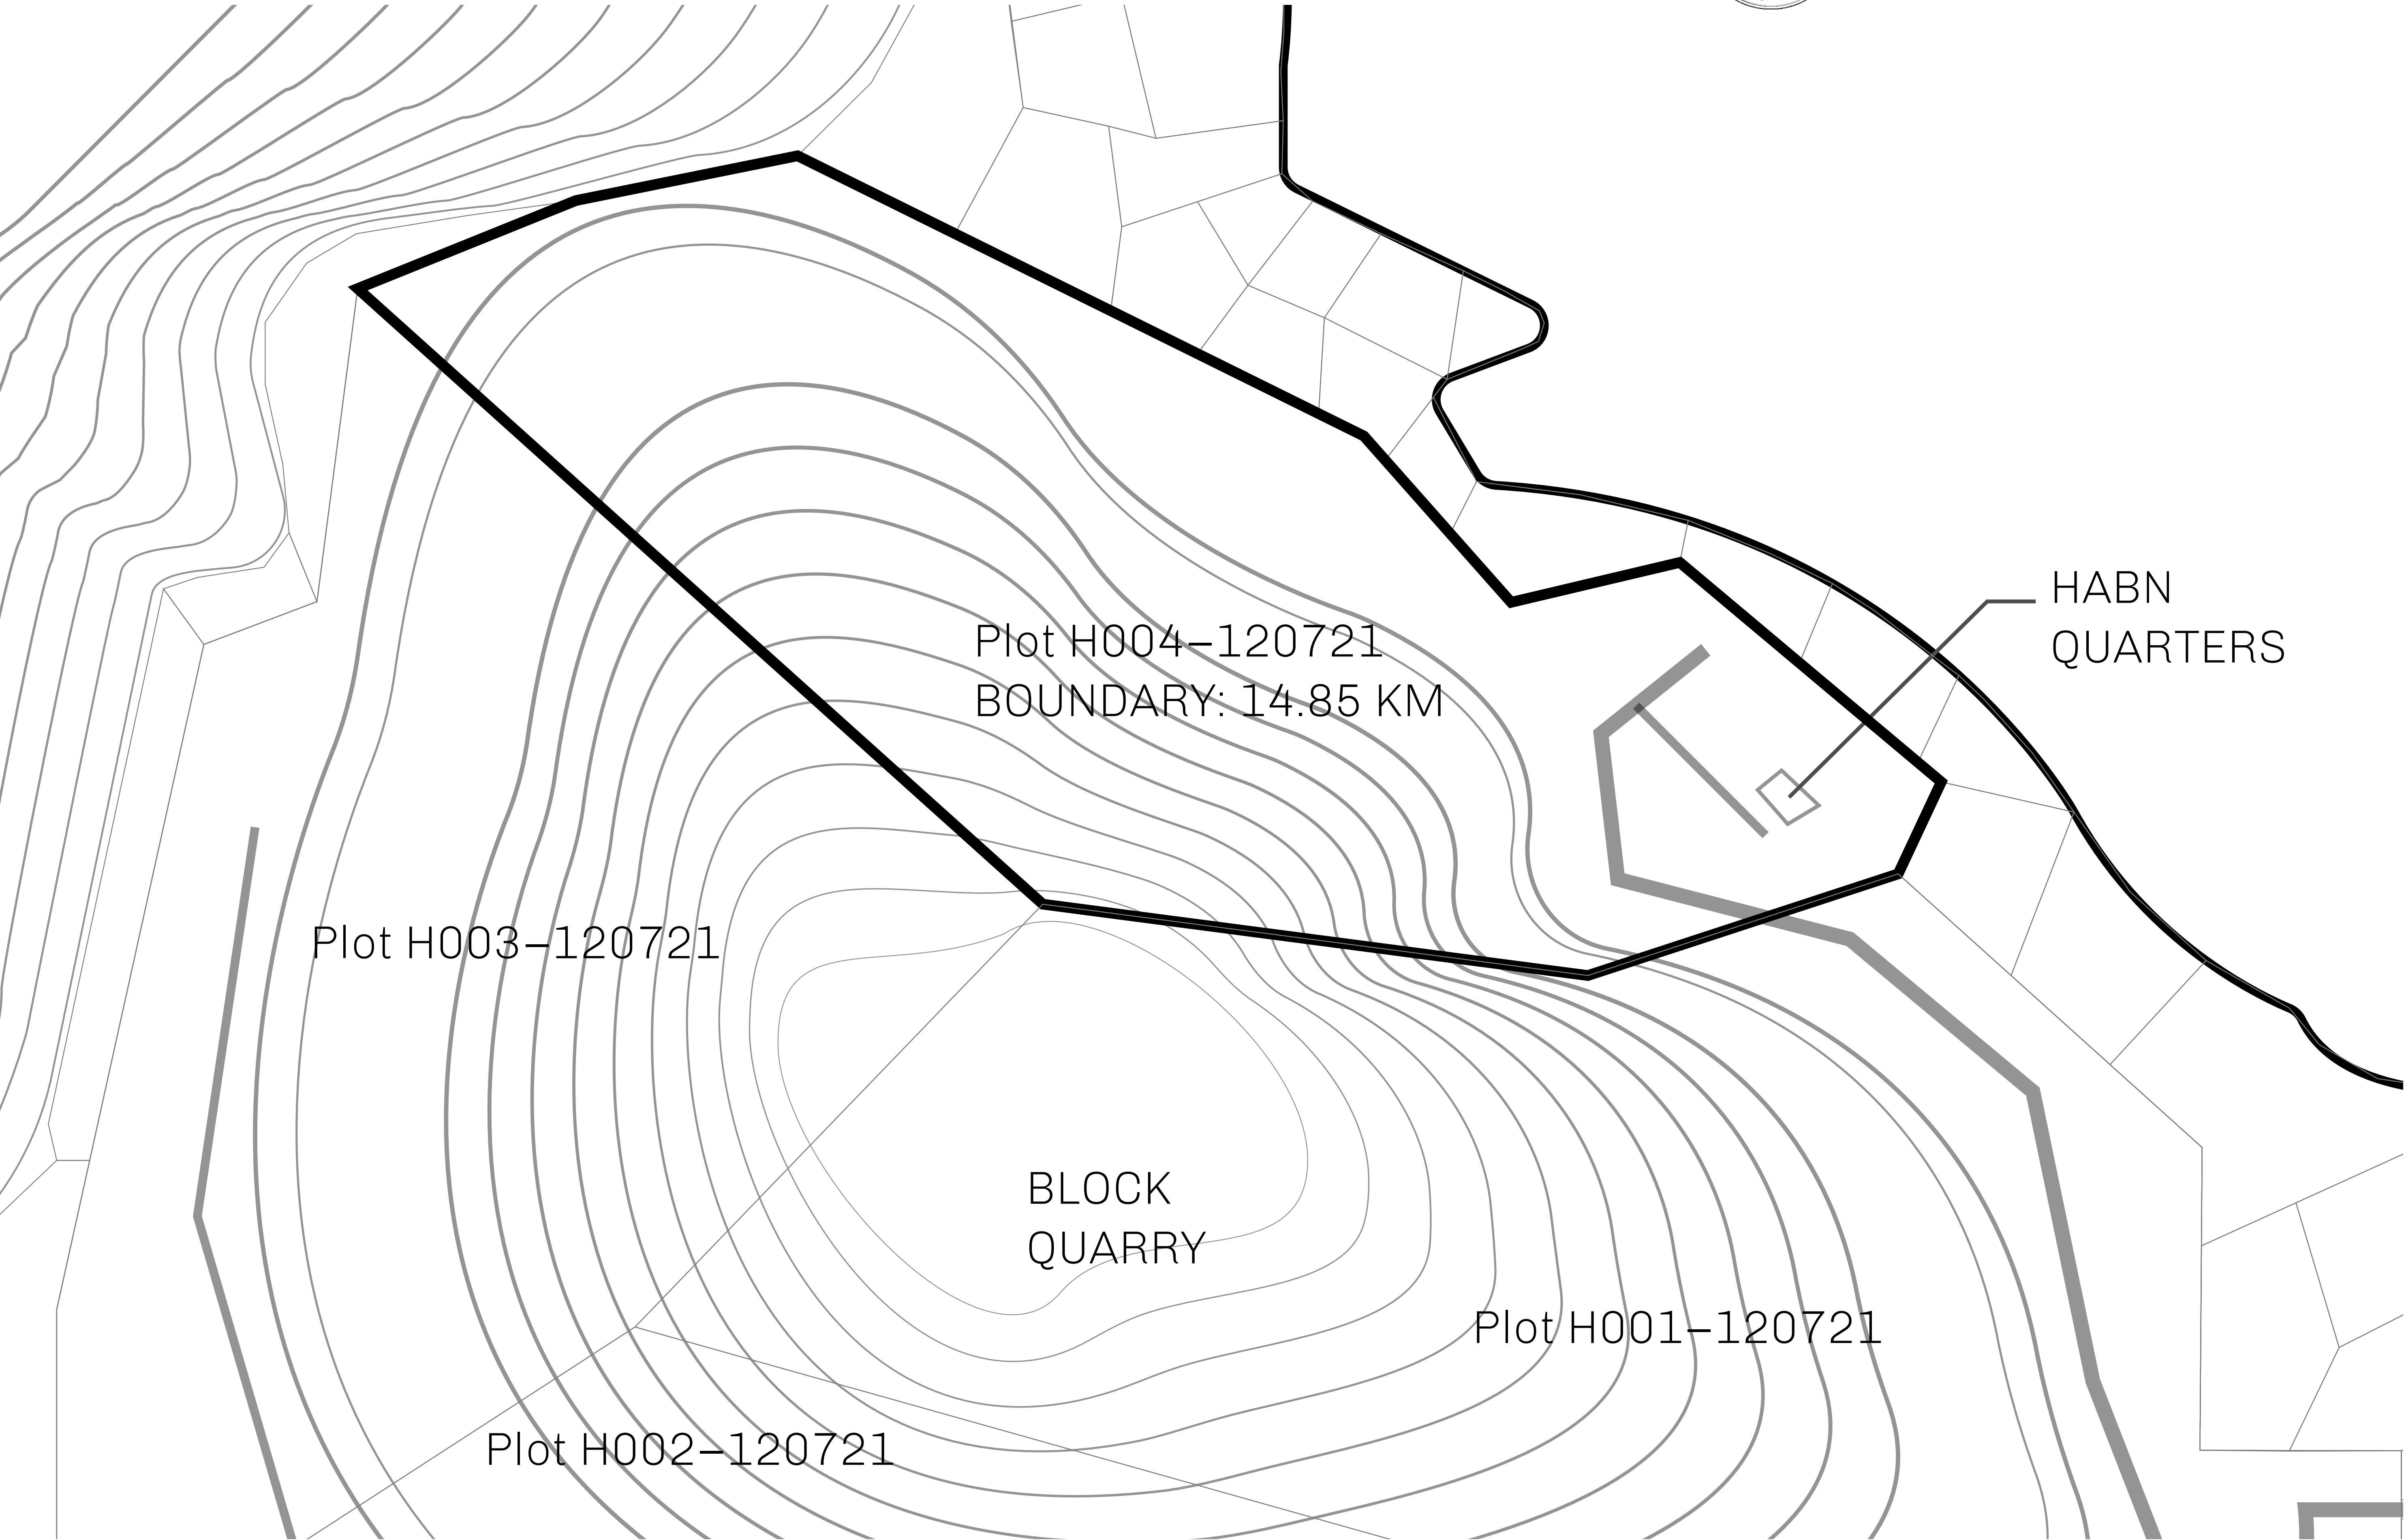 HABN
QUARTERS
Plot H004–120721
BOUNDARY: 14.85 KM
Plot H003–120721
BLOCK
QUARRY
Plot H001–120721
Plot H002–120721